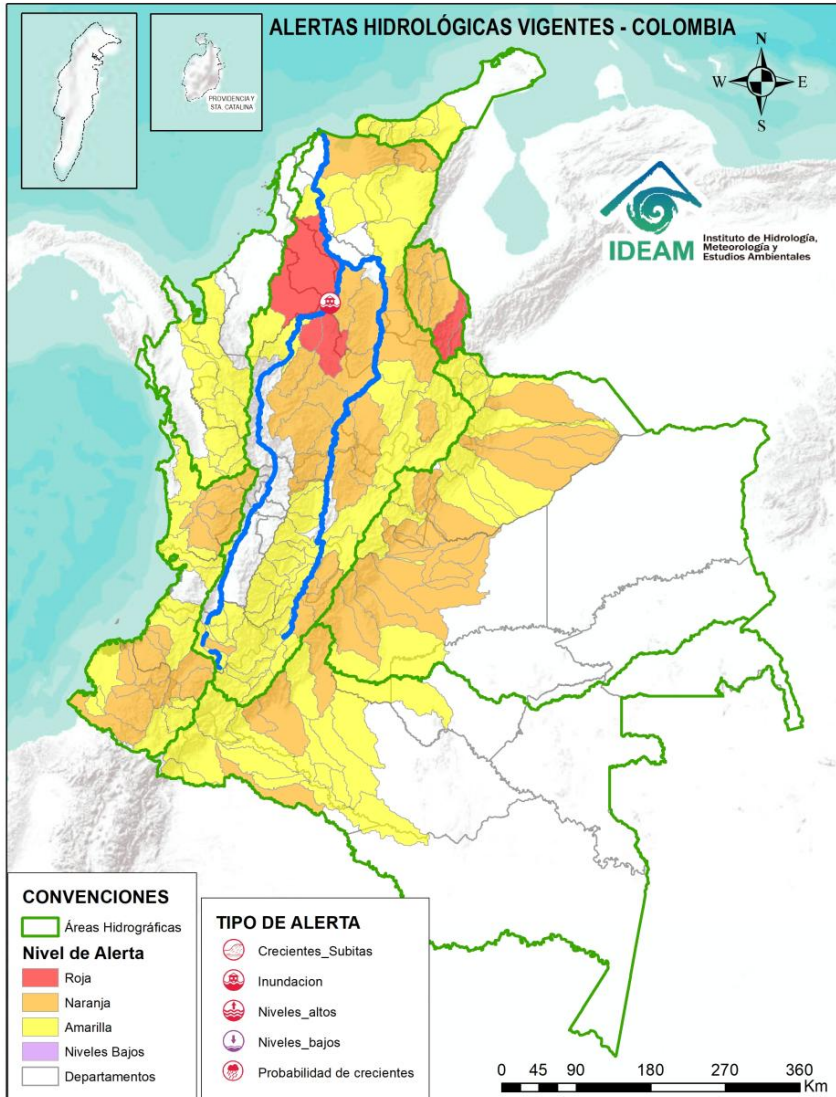 ALERTAS HIDROLÓGICAS VIGENTES - COLOMBIA
PROVIDENCIA Y
STA. CATALINA
N
W
E
S
IDEAM
Instituto de Hidrología,
Meteorología y
Estudios Ambientales
CONVENCIONES
Áreas Hidrográficas
Nivel de Alerta
Roja
Naranja
Amarilla
Niveles Bajos
Departamentos
TIPO DE ALERTA
Crecientes_Subitas
Inundacion
Niveles_altos
Niveles_bajos
Probabilidad de crecientes
0 45 90 180 270 360
Km